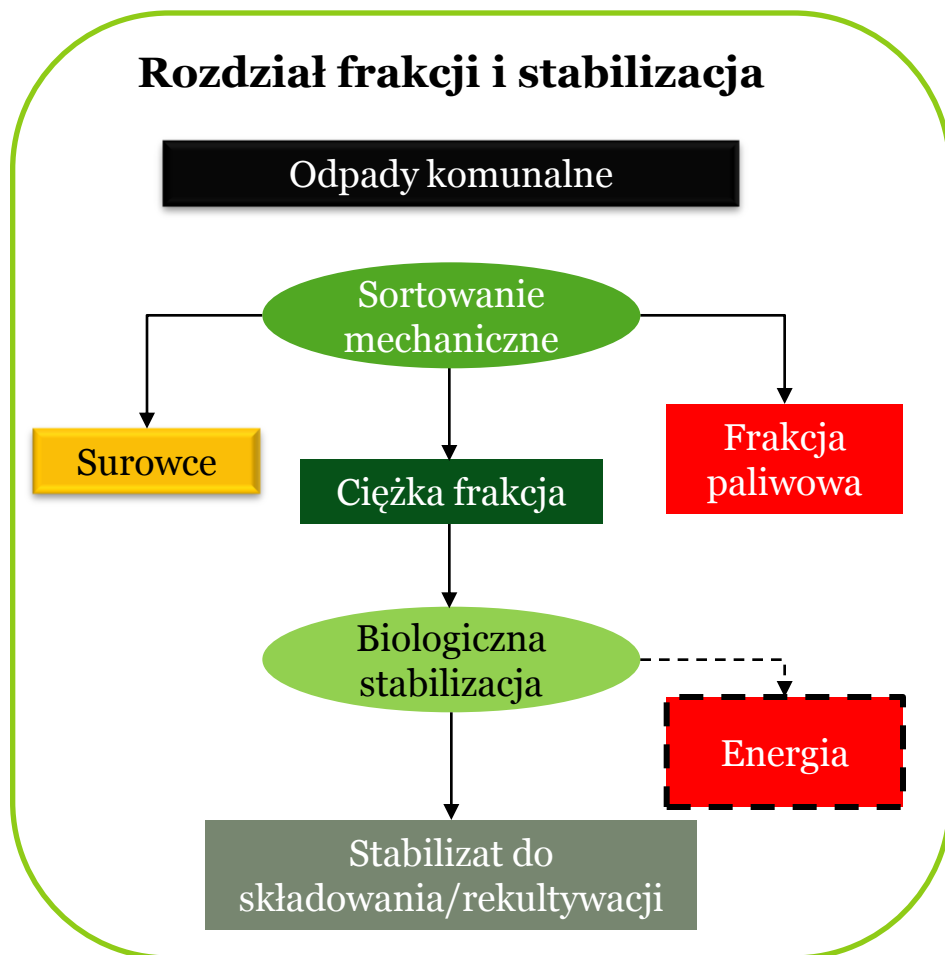 Rozdział frakcji i stabilizacja
Odpady komunalne
Sortowanie
mechaniczne
Surowce
Ciężka frakcja
Frakcja
paliwowa
Biologiczna
stabilizacja
Energia
Stabilizat do
składowania/rekultywacji